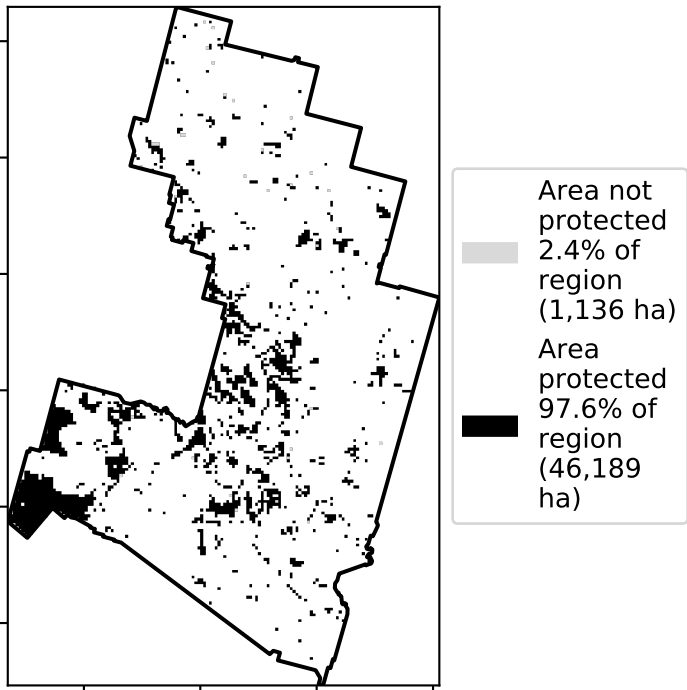 Area not
protected
2.4% of
region
(1,136 ha)
Area
protected
97.6% of
region
(46,189
ha)